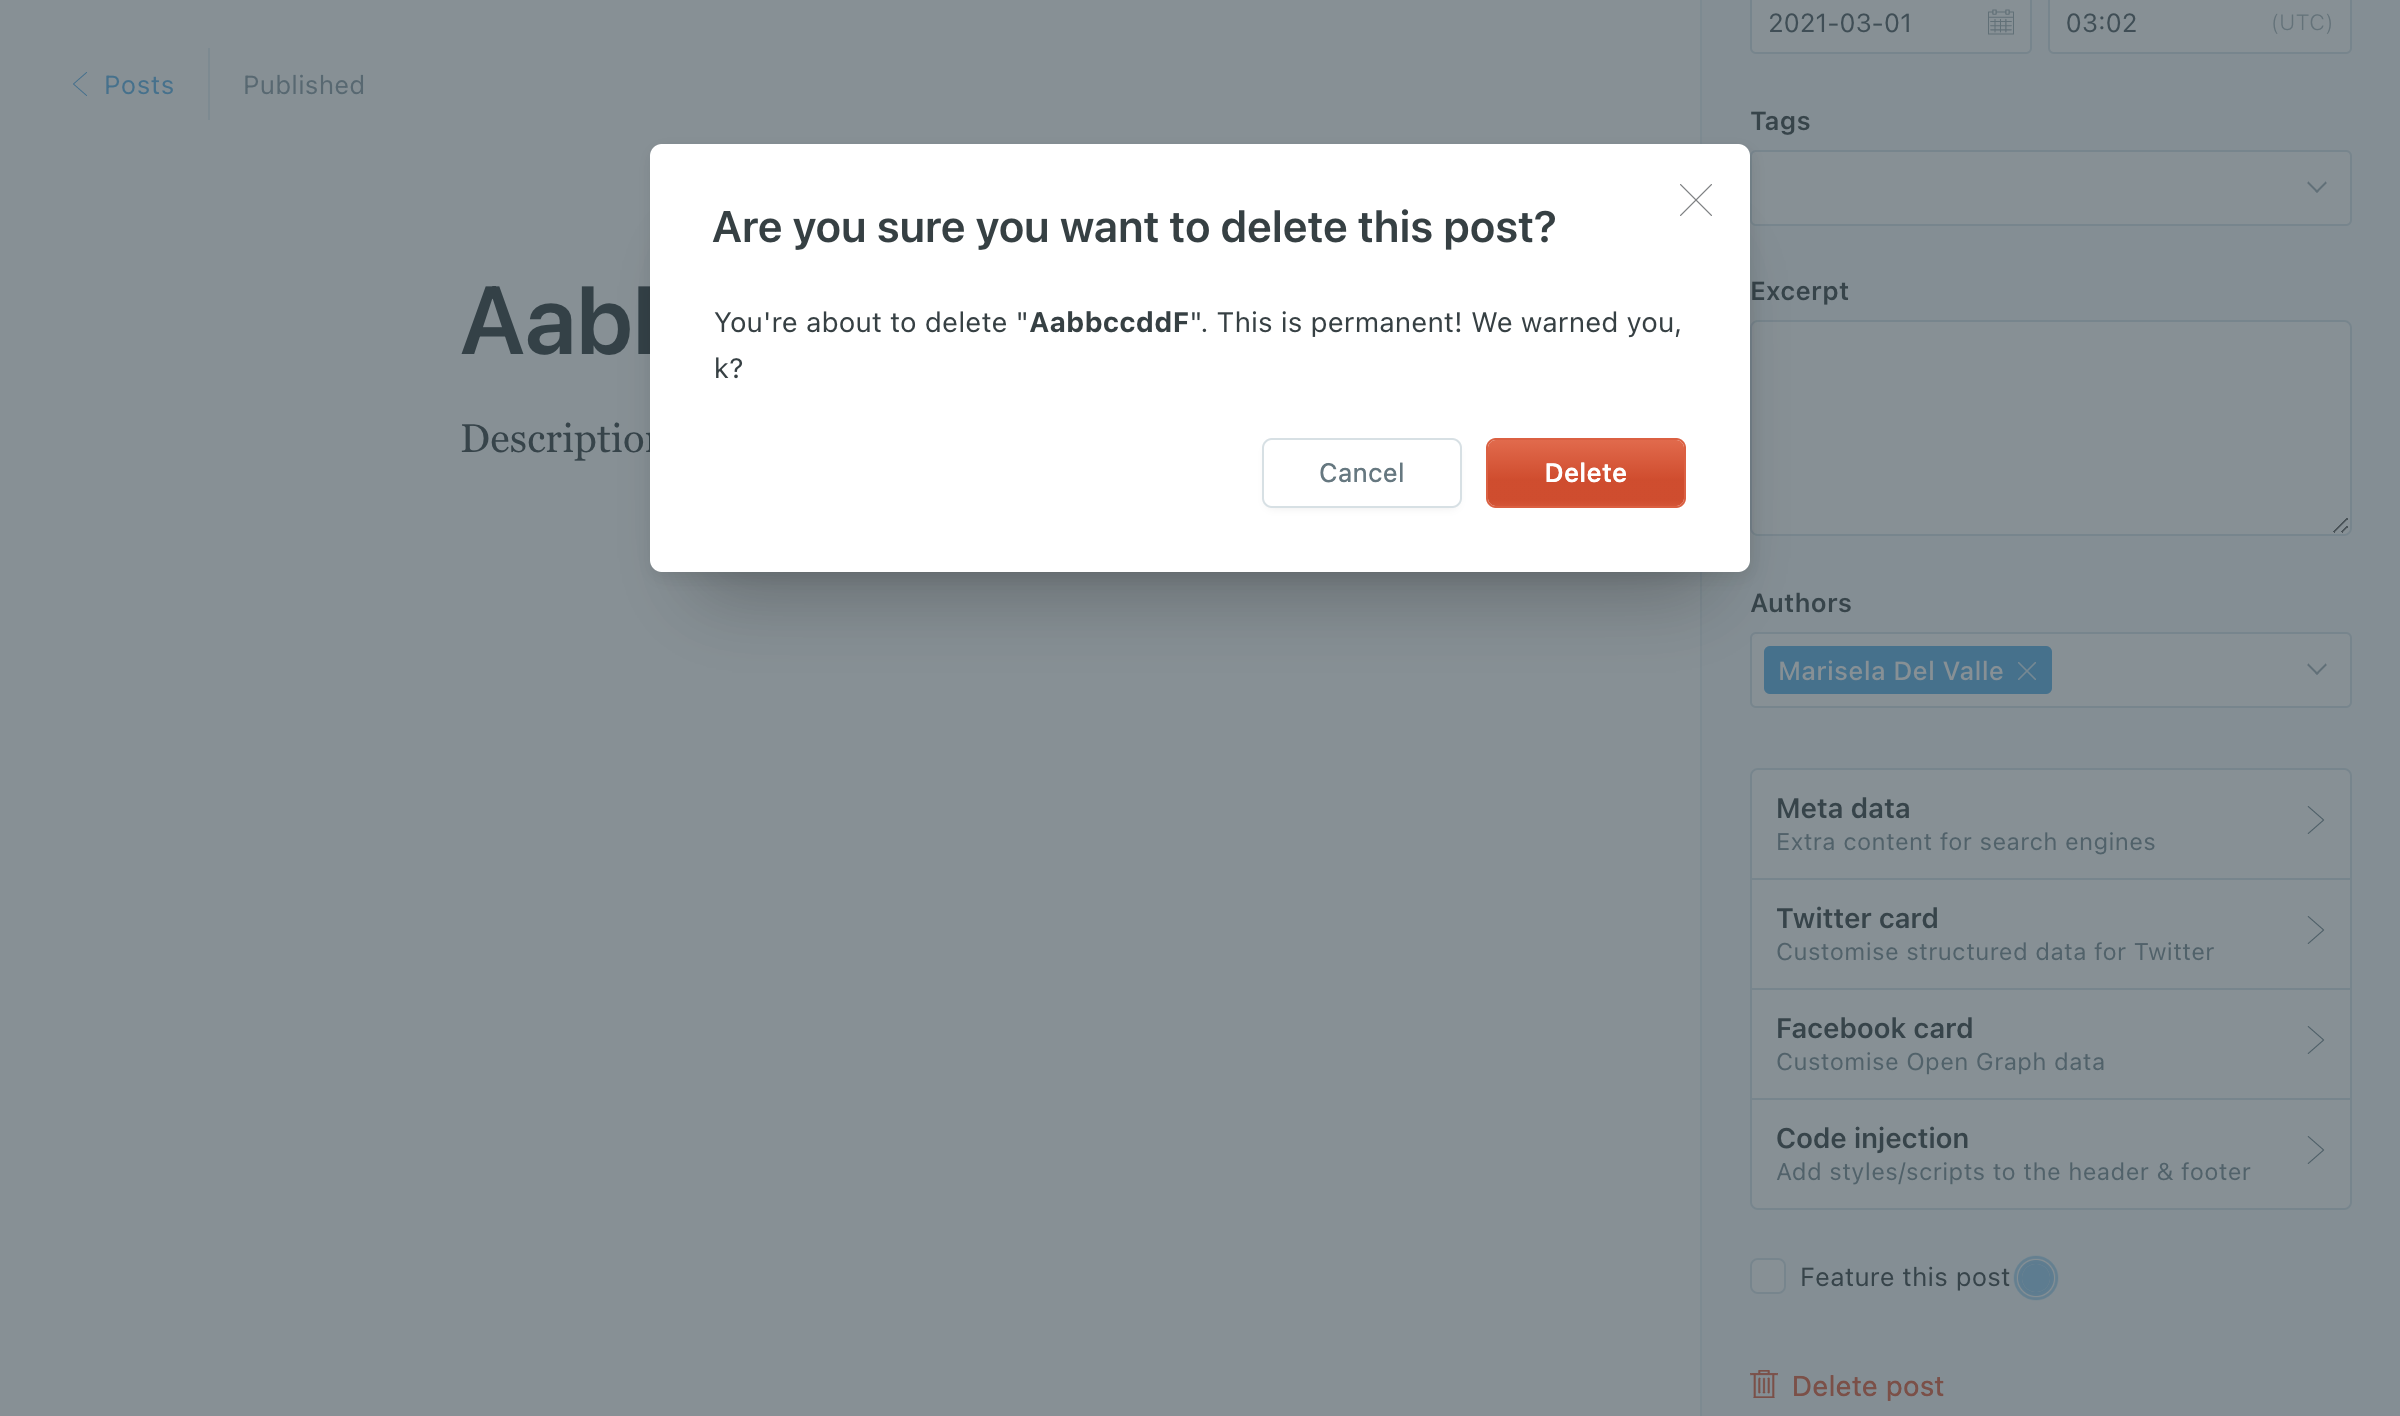 Posts
Published
Aabb
Description
Are you sure you want to delete this post?
You're about to delete "AabbccddF". This is permanent! We warned you,
k?
Cancel
Delete
2021-03-01
03:02
(UTC)
Tags
Excerpt
Authors
Marisela Del Valle
Meta data
Extra content for search engines
Twitter card
Customise structured data for Twitter
Facebook card
Customise Open Graph data
Code injection
Add styles/scripts to the header & footer
Feature this post
Delete post